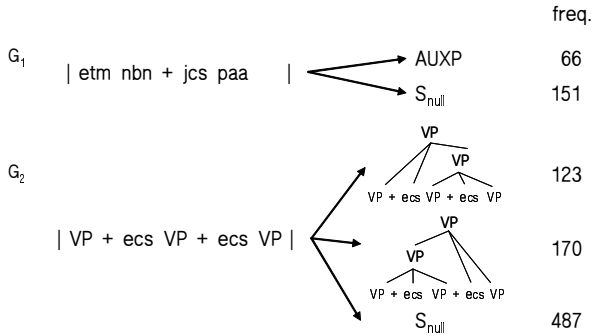 freq.
G1 | etm nbn + jcs paa | AUXP 66
Snull 151
G2 VP
VP 123
VP + ecs VP + ecs VP
| VP + ecs VP + ecs VP | VP 170
VP
VP + ecs VP + ecs VP
Snull 487